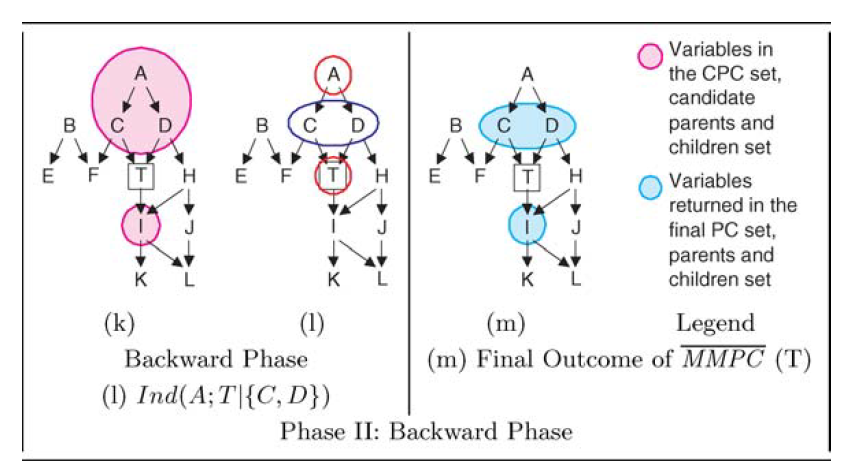 A
B C D
E F T H
I J
K L
(k)
A
B C D
E F T H
I J
K L
(l)
Backward Phase
(l) Ind(A; T|{C, D})
A
B C D
E F T H
I J
K L
(m)
Variables in
the CPC set,
candidate
parents and
children set
Variables
returned in the
final PC set,
parents and
children set
Legend
(m) Final Outcome of MMPC (T)
Phase II: Backward Phase